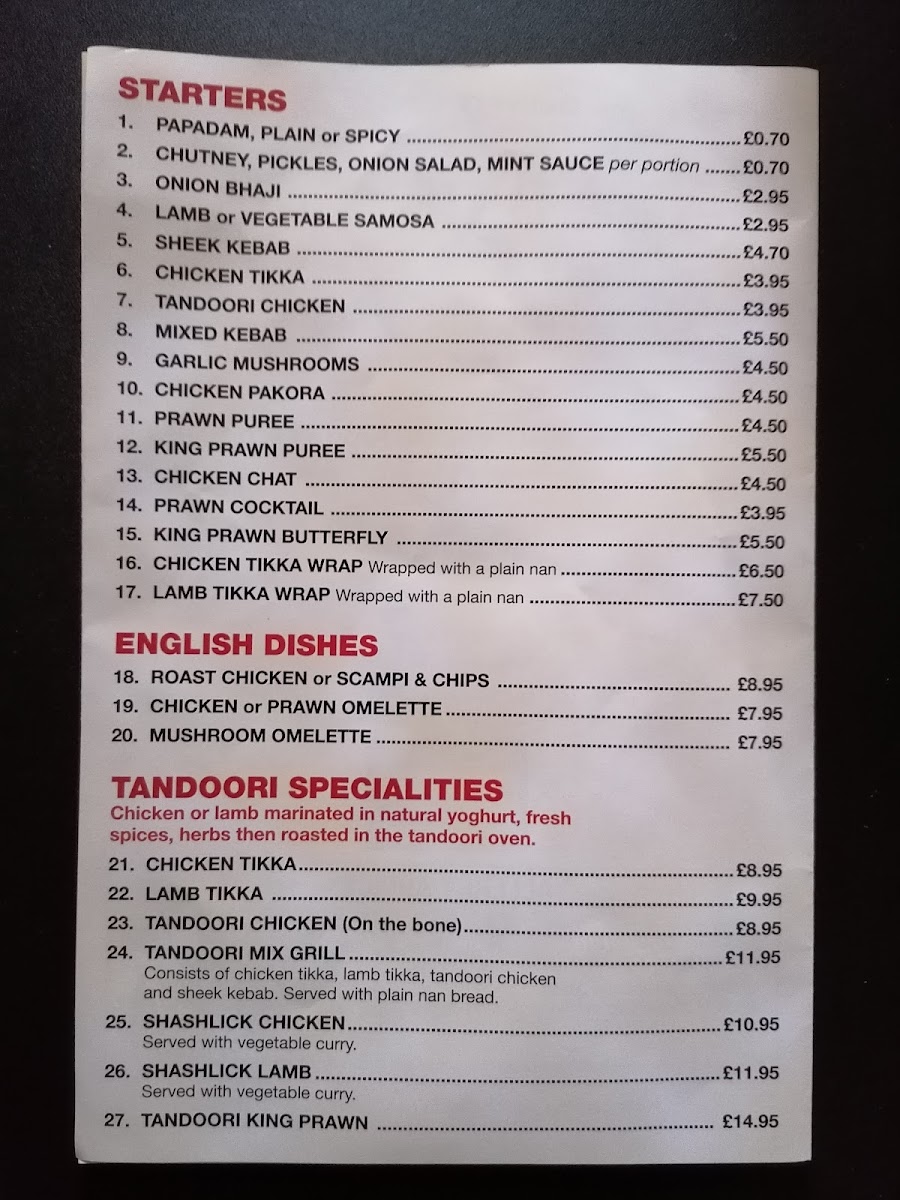 STARTERS
1. PAPADAM, PLAIN or SPICY ........ £0.70
2. CHUTNEY, PICKLES, ONION SALAD, MINT SAUCE per portion ....... £0.70
3. ONION BHAJI ........ £2.95
4. LAMB or VEGETABLE SAMOSA ........ £2.95
5. SHEEK KEBAB ........ £4.70
6. CHICKEN TIKKA ........ £3.95
7. TANDOORI CHICKEN ........ £3.95
8. MIXED KEBAB ........ £5.50
9. GARLIC MUSHROOMS ........ £4.50
10. CHICKEN PAKORA ........ £4.50
11. PRAWN PUREE ........ £4.50
12. KING PRAWN PUREE ........ £5.50
13. CHICKEN CHAT ........ £4.50
14. PRAWN COCKTAIL ........ £3.95
15. KING PRAWN BUTTERFLY ........ £5.50
16. CHICKEN TIKKA WRAP Wrapped with a plain nan ........ £6.50
17. LAMB TIKKA WRAP Wrapped with a plain nan ........ £7.50
ENGLISH DISHES
18. ROAST CHICKEN or SCAMPI & CHIPS ........ £8.95
19. CHICKEN or PRAWN OMELETTE ........ £7.95
20. MUSHROOM OMELETTE ........ £7.95
TANDOORI SPECIALITIES
Chicken or lamb marinated in natural yoghurt, fresh
spices, herbs then roasted in the tandoori oven.
21. CHICKEN TIKKA ........ £8.95
22. LAMB TIKKA ........ £9.95
23. TANDOORI CHICKEN (On the bone) ........ £8.95
24. TANDOORI MIX GRILL ........ £11.95
Consists of chicken tikka, lamb tikka, tandoori chicken
and sheek kebab. Served with plain nan bread.
25. SHASHLICK CHICKEN ........ £10.95
Served with vegetable curry.
26. SHASHLICK LAMB ........ £11.95
Served with vegetable curry.
27. TANDOORI KING PRAWN ........ £14.95